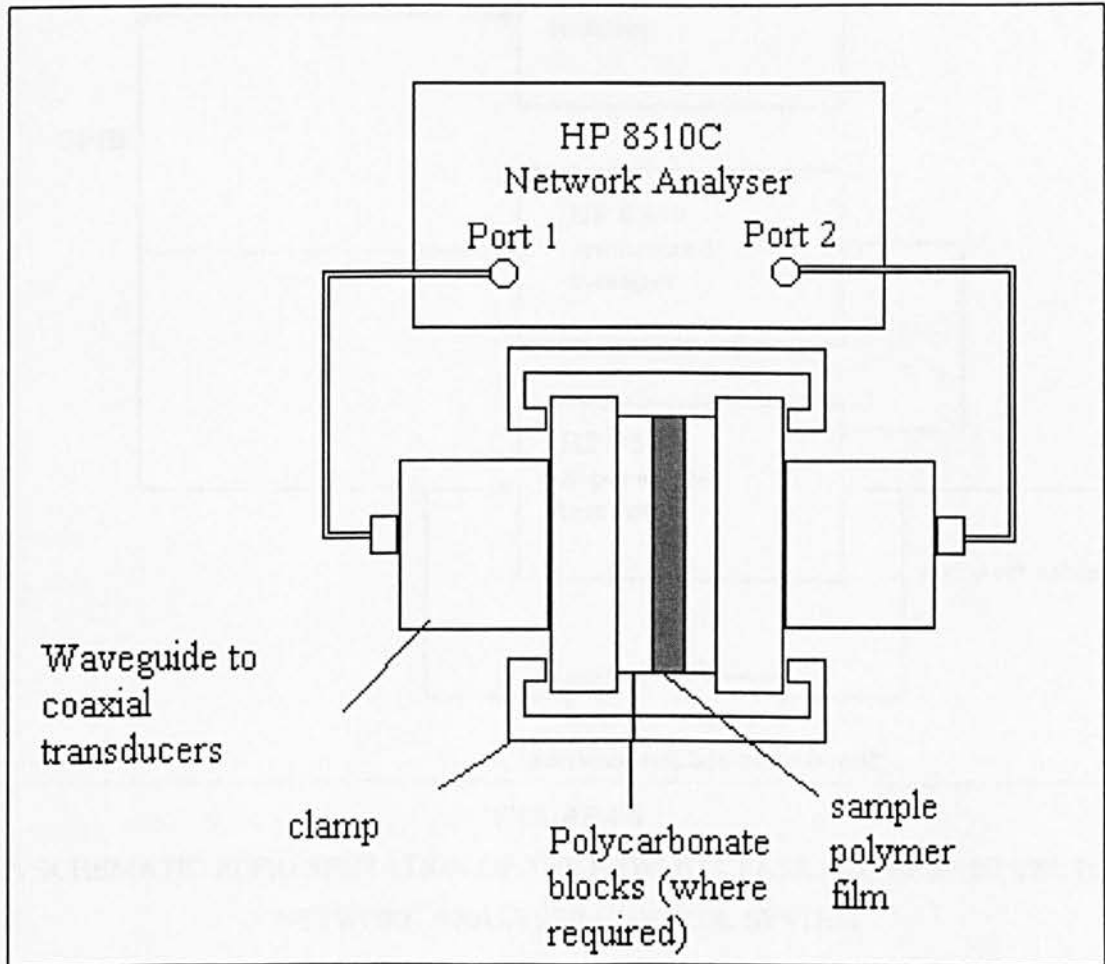 HP 8510C
Network Analyser
Port 1
Port 2
Waveguide to
coaxial
transducers
clamp
Polycarbonate
blocks (where
required)
sample
polymer
film